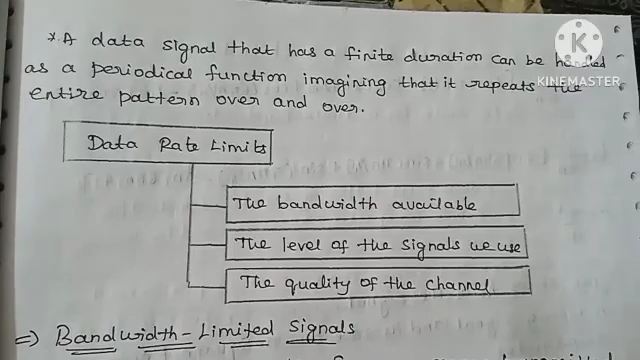 * A data signal that has a finite duration can be handled
as a periodical function imagining that it repeats the
entire pattern over and over.
KINEMASTER
Data Rate Limits
The bandwidth available
The level of the signals we use
The quality of the channel
=> Bandwidth-Limited Signals